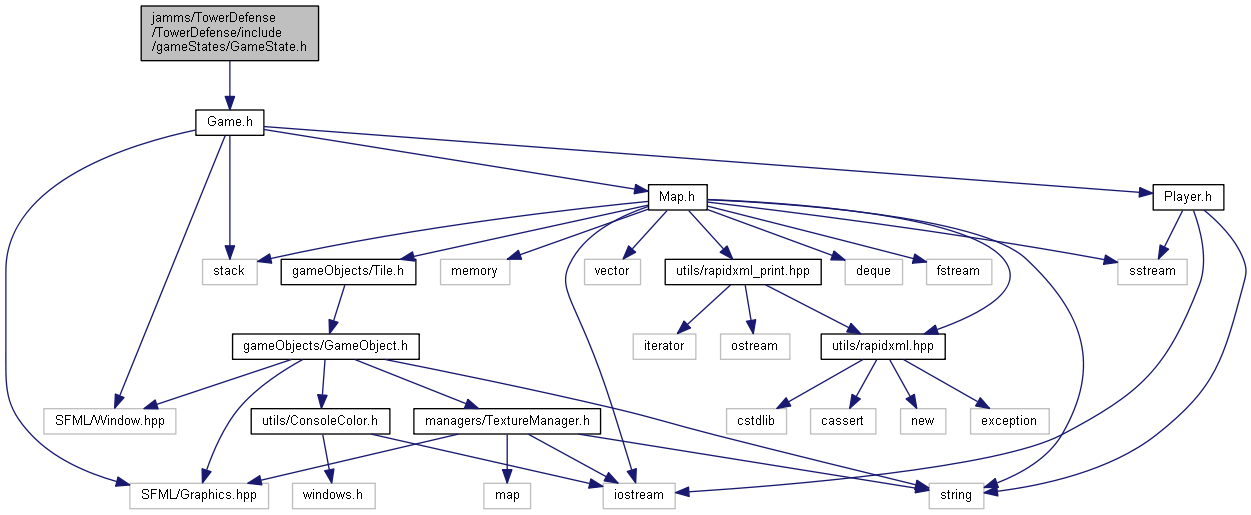 jamms/TowerDefense
/TowerDefense/include
/gameStates/GameState.h
Game.h
Map.h
Player.h
stack
gameObjects/Tile.h
memory
vector
utils/rapidxml_print.hpp
deque
fstream
sstream
gameObjects/GameObject.h
iterator
ostream
utils/rapidxml.hpp
SFML/Window.hpp
utils/ConsoleColor.h
managers/TextureManager.h
cstdlib
cassert
new
exception
SFML/Graphics.hpp
windows.h
map
iostream
string